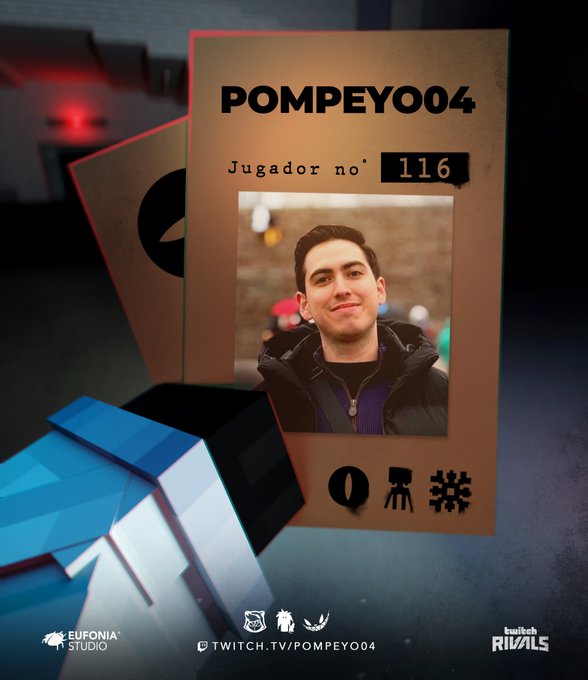 POMPEYO04
Jugador no° 116
EUFONIA®
STUDIO
TWITCH.TV/POMPEYO04
twitch
RIVALS